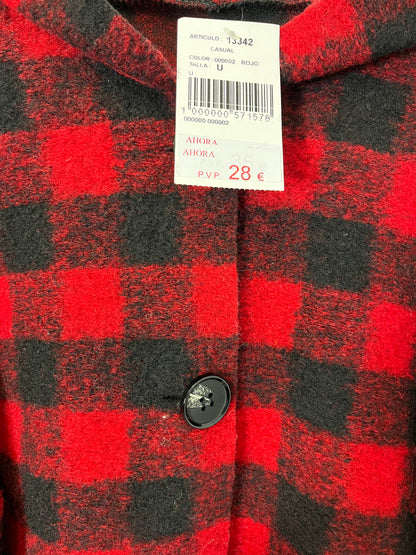 ARTICULO : 13342
CASUAL
COLOR : 000002 ROJO
TALLA : U
U
1 000000 571578
000000 000002
AHORA
AHORA
P.V.P. 28 €